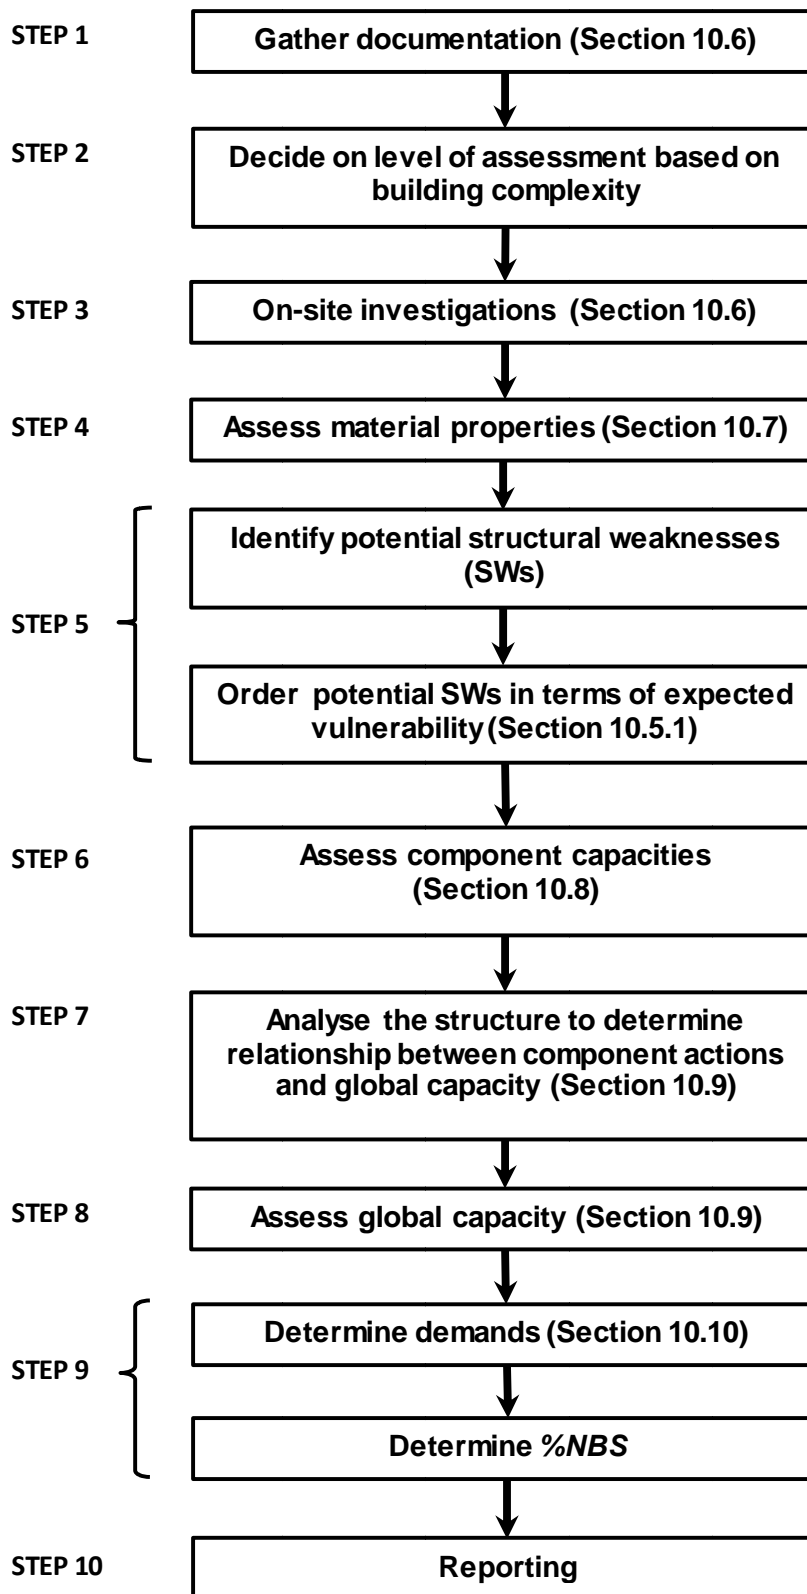 STEP 1
Gather documentation (Section 10.6)
STEP 2
Decide on level of assessment based on
building complexity
STEP 3
On-site investigations (Section 10.6)
STEP 4
Assess material properties (Section 10.7)
STEP 5
Identify potential structural weaknesses
(SWs)
Order potential SWs in terms of expected
vulnerability (Section 10.5.1)
STEP 6
Assess component capacities
(Section 10.8)
STEP 7
Analyse the structure to determine
relationship between component actions
and global capacity (Section 10.9)
STEP 8
Assess global capacity (Section 10.9)
STEP 9
Determine demands (Section 10.10)
Determine %NBS
STEP 10
Reporting